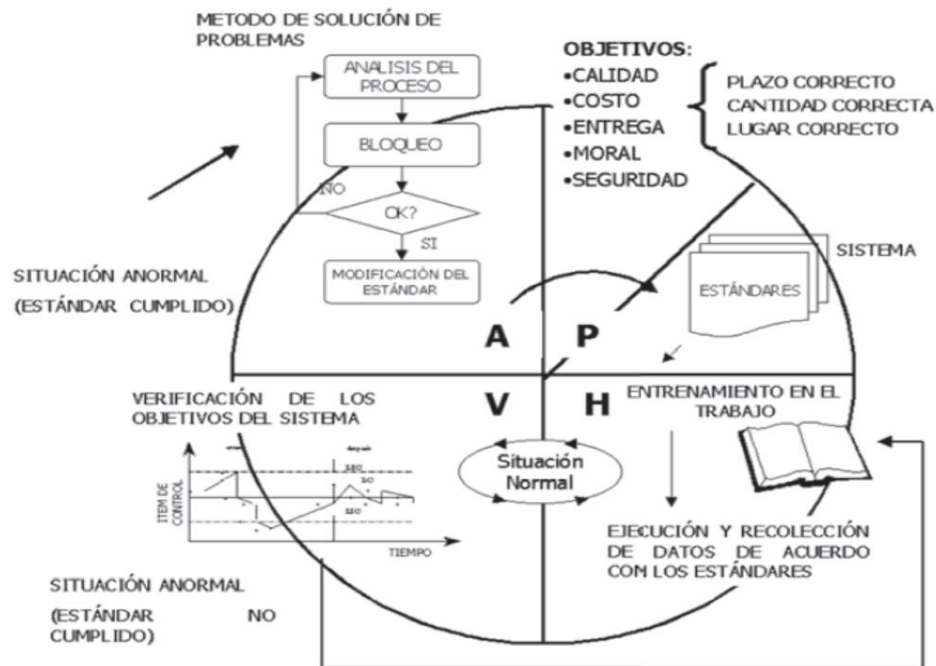 METODO DE SOLUCIÓN DE
PROBLEMAS
ANALISIS DEL
PROCESO
BLOQUEO
NO
OK?
SI
MODIFICACIÓN DEL
ESTÁNDAR
OBJETIVOS:
•CALIDAD
•COSTO
•ENTREGA
•MORAL
•SEGURIDAD
PLAZO CORRECTO
CANTIDAD CORRECTA
LUGAR CORRECTO
SISTEMA
ESTÁNDARES
SITUACIÓN ANORMAL
(ESTÁNDAR CUMPLIDO)
A P
V H
VERIFICACIÓN DE LOS
OBJETIVOS DEL SISTEMA
ITEM DE
CONTROL
TIEMPO
Situación
Normal
ENTRENAMIENTO EN EL
TRABAJO
EJECUCIÓN Y RECOLECCIÓN
DE DATOS DE ACUERDO
CON LOS ESTÁNDARES
SITUACIÓN ANORMAL
(ESTÁNDAR NO
CUMPLIDO)